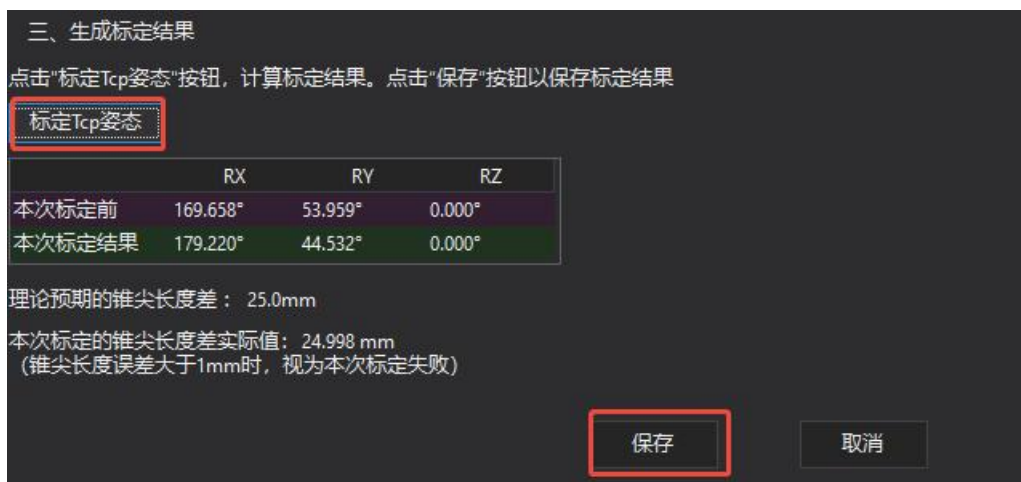 三、生成标定结果
点击"标定Tcp姿态"按钮，计算标定结果。点击"保存"按钮以保存标定结果
标定Tcp姿态
RX RY RZ
本次标定前 169.658° 53.959° 0.000°
本次标定结果 179.220° 44.532° 0.000°
理论预期的锥尖长度差： 25.0mm
本次标定的锥尖长度差实际值：24.998 mm
（锥尖长度误差大于1mm时，视为本次标定失败）
保存 取消